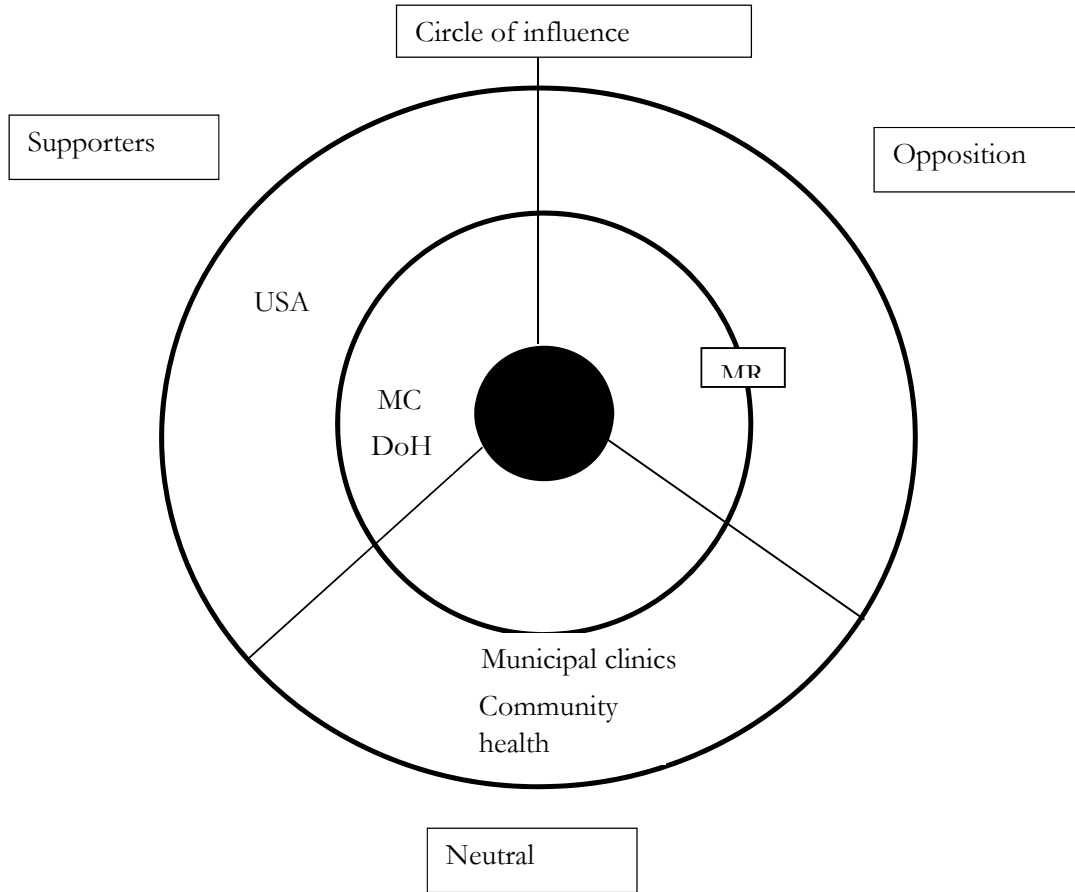 Circle of influence
Supporters
Opposition
USA
MC
DoH
Municipal clinics
Community
health
Neutral